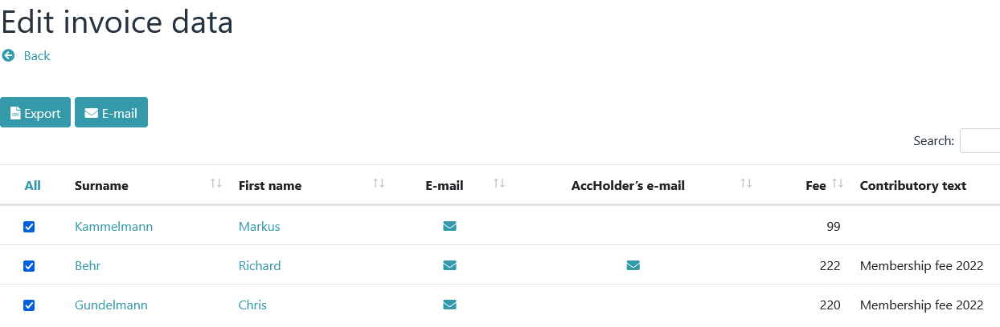 Edit invoice data
Back
Export E-mail
Search:
All Surname First name E-mail AccHolder´s e-mail Fee Contributory text
Kammelmann Markus 99
Behr Richard 222 Membership fee 2022
Gundelmann Chris 220 Membership fee 2022